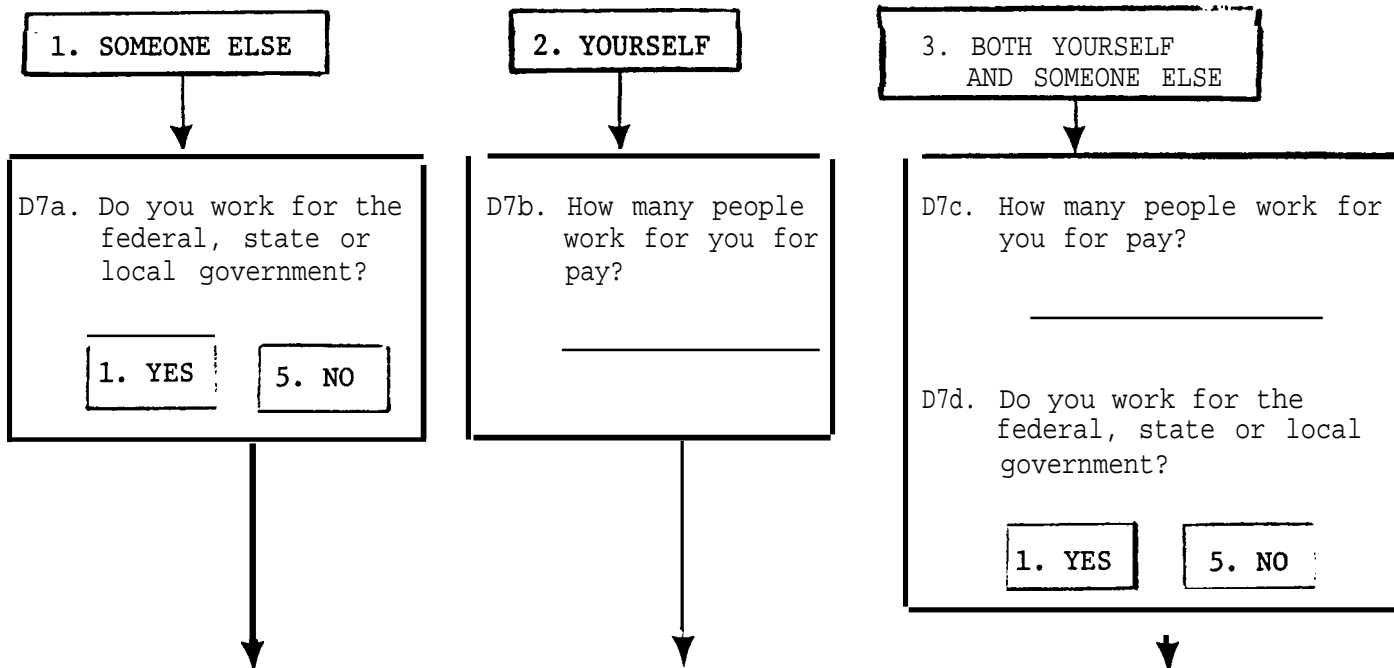 1. SOMEONE ELSE
D7a. Do you work for the
federal, state or
local government?
1. YES
5. NO
2. YOURSELF
D7b. How many people
work for you for
pay?
3. BOTH YOURSELF
AND SOMEONE ELSE
D7c. How many people work for
you for pay?
D7d. Do you work for the
federal, state or local
government?
1. YES
5. NO